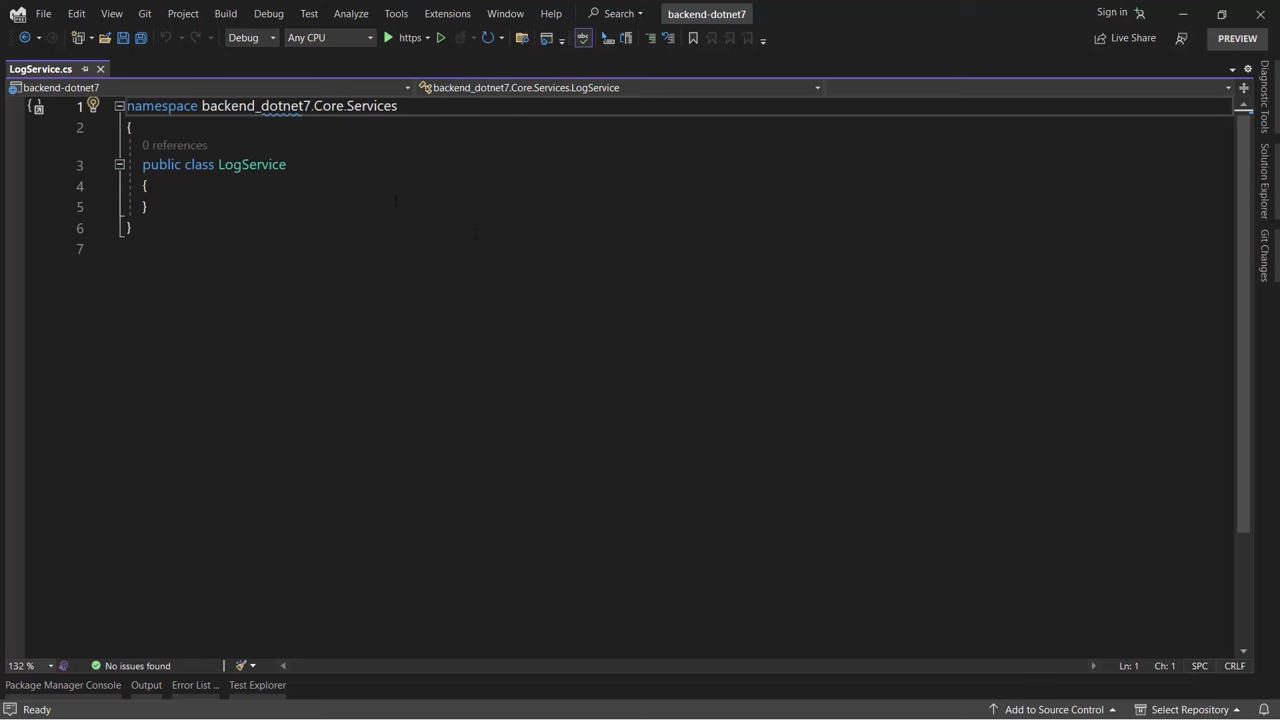 File Edit View Git Project Build Debug Test Analyze Tools Extensions Window Help Search backend-dotnet7 Sign in
Debug Any CPU https Live Share PREVIEW
LogService.cs
backend-dotnet7 backend_dotnet7.Core.Services.LogService
1 namespace backend_dotnet7.Core.Services
2 {
0 references
3 public class LogService
4 {
5 }
6 }
7
Diagnostic Tools
Solution Explorer
Git Changes
132 % No issues found Ln: 1 Ch: 1 SPC CRLF
Package Manager Console Output Error List ... Test Explorer
Ready Add to Source Control Select Repository